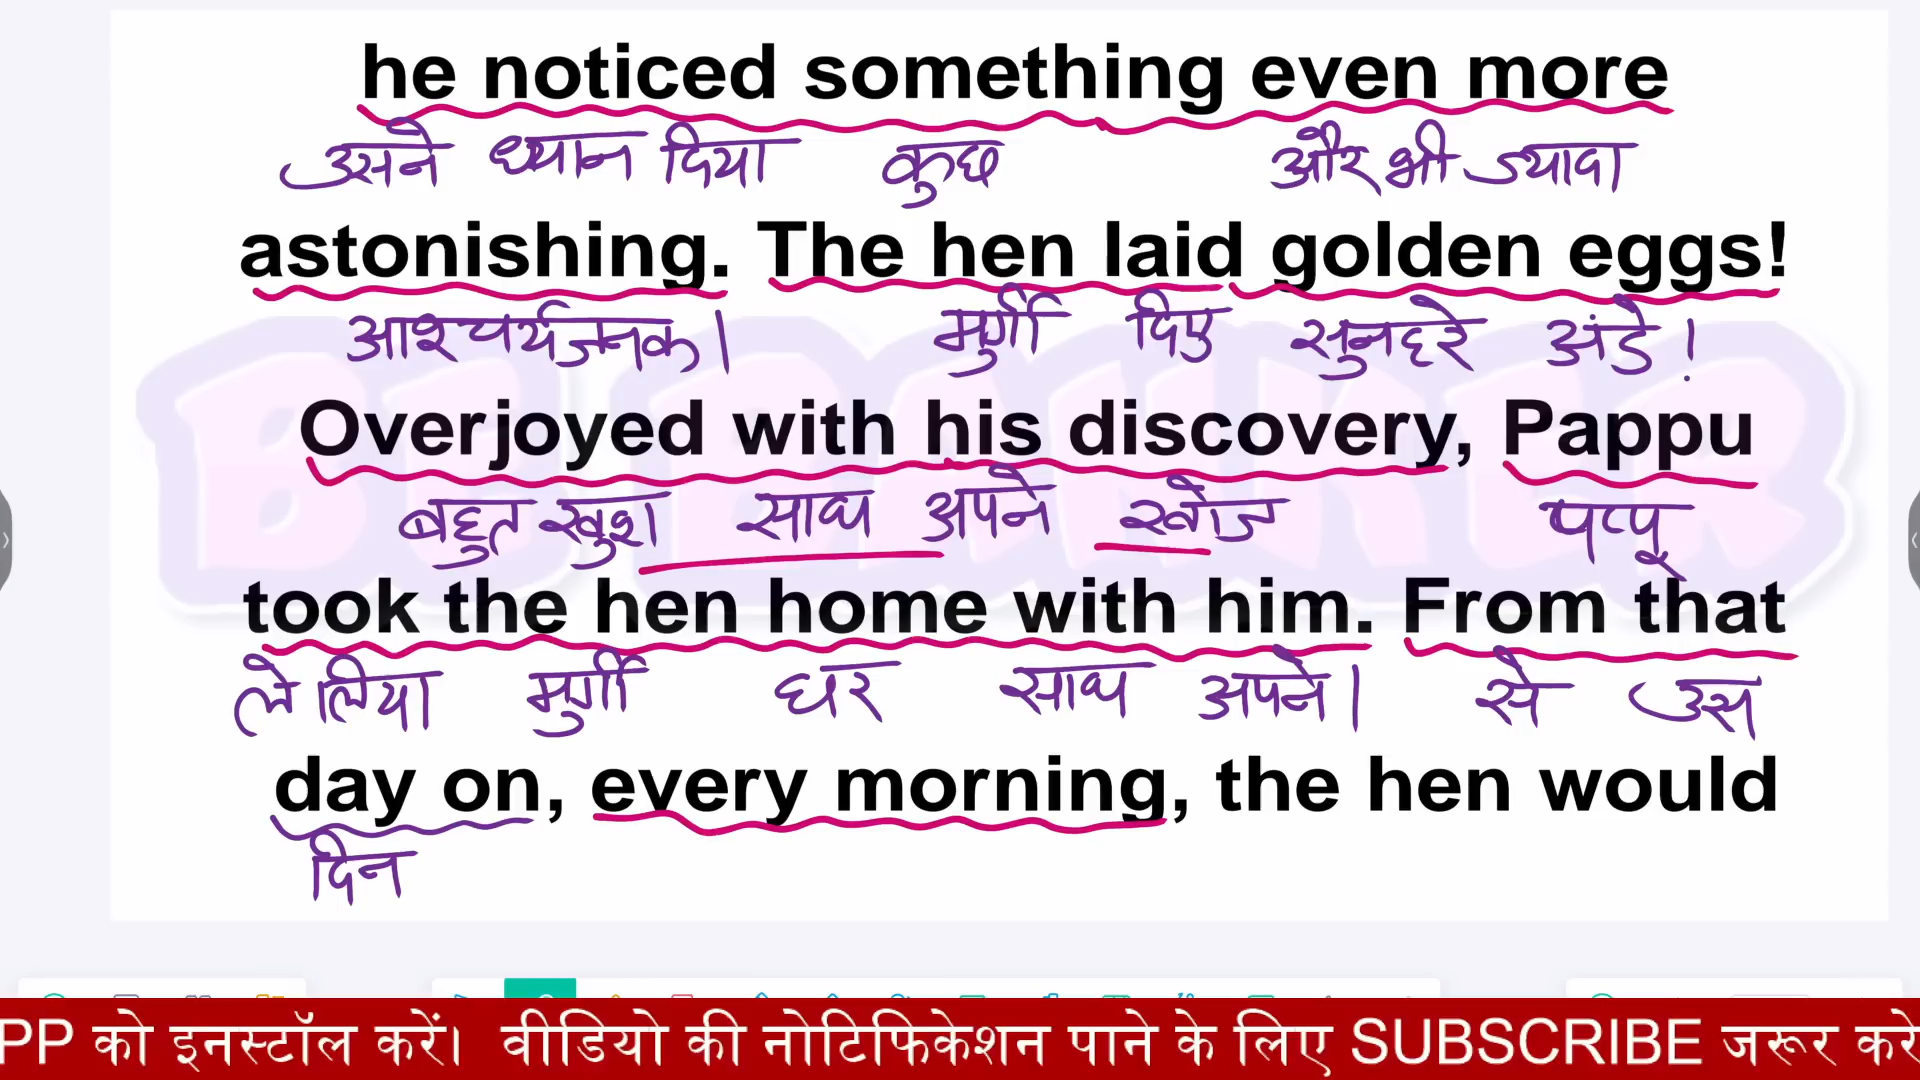 he noticed something even more
उसने ध्यान दिया कुछ और भी ज्यादा
astonishing. The hen laid golden eggs!
आश्चर्यजनक। मुर्गी दिए सुनहरे अंडे!
Overjoyed with his discovery, Pappu
बहुत खुश साथ अपने खोज पप्पू
took the hen home with him. From that
ले लिया मुर्गी घर साथ अपने। से उस
day on, every morning, the hen would
दिन
PP को इनस्टॉल करें। वीडियो की नोटिफिकेशन पाने के लिए SUBSCRIBE जरूर करे